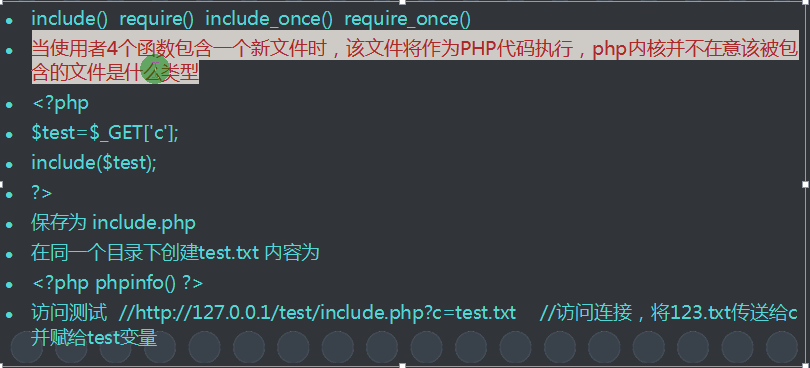 include() require() include_once() require_once()
当使用者4个函数包含一个新文件时，该文件将作为PHP代码执行，php内核并不在意该被包
含的文件是什么类型
<?php
$test=$_GET['c'];
include($test);
?>
保存为 include.php
在同一个目录下创建test.txt 内容为
<?php phpinfo() ?>
访问测试 //http://127.0.0.1/test/include.php?c=test.txt //访问连接，将123.txt传送给c
并赋给test变量